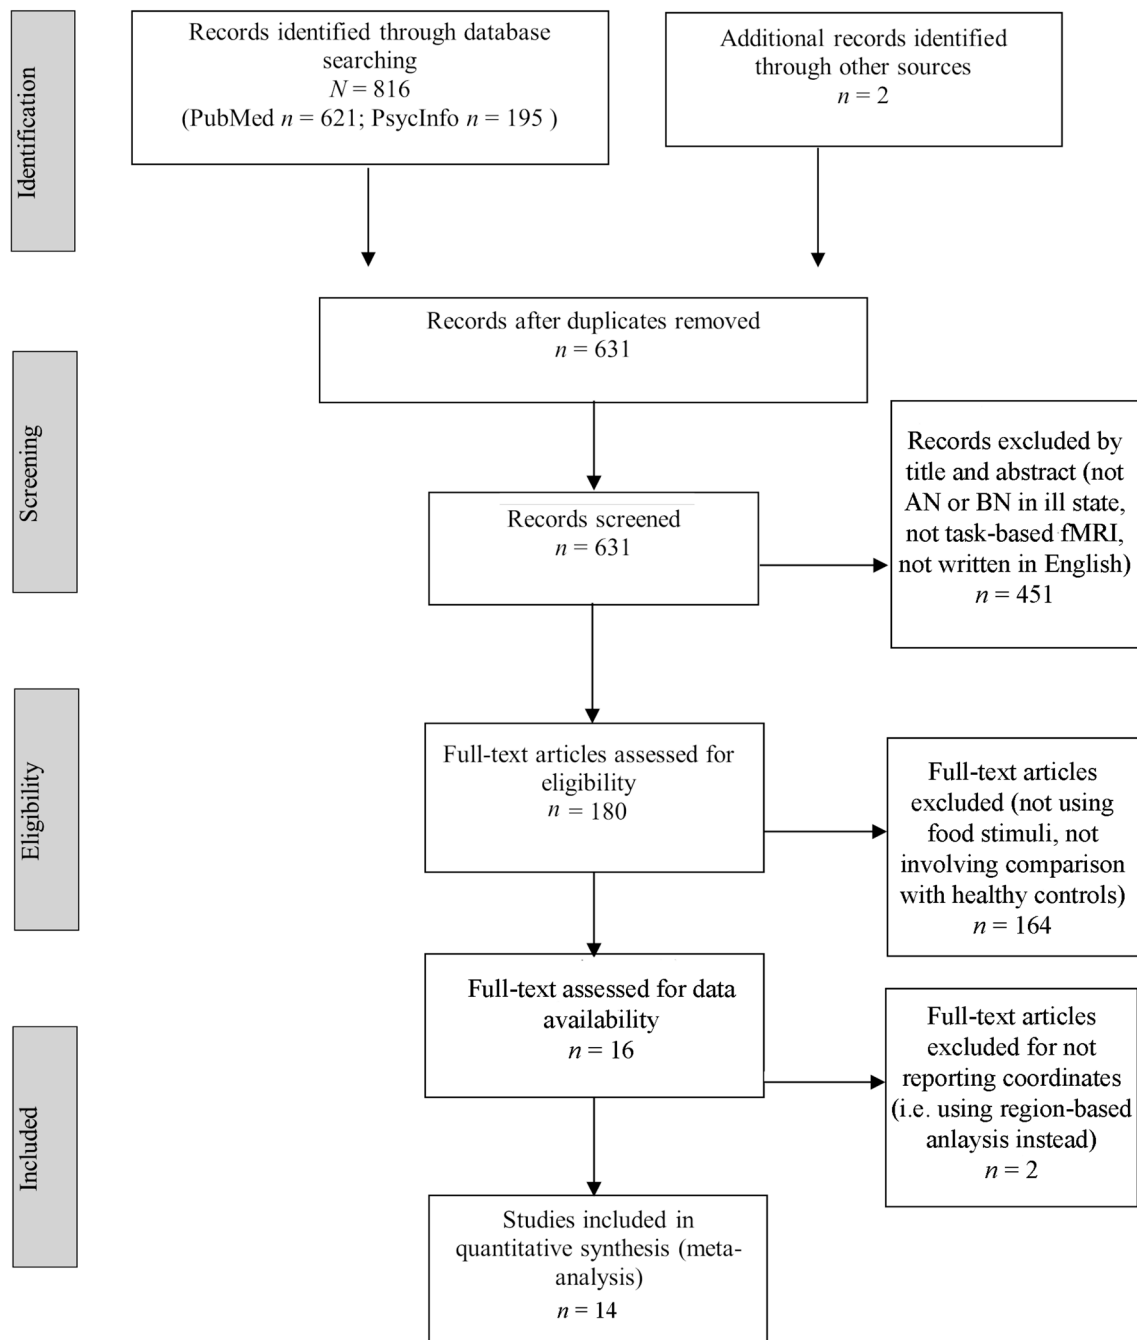 Identification
Records identified through database
searching
N = 816
(PubMed n = 621; PsycInfo n = 195 )
Additional records identified
through other sources
n = 2
Records after duplicates removed
n = 631
Screening
Records screened
n = 631
Records excluded by
title and abstract (not
AN or BN in ill state,
not task-based fMRI,
not written in English)
n = 451
Eligibility
Full-text articles assessed for
eligibility
n = 180
Full-text articles
excluded (not using
food stimuli, not
involving comparison
with healthy controls)
n = 164
Full-text assessed for data
availability
n = 16
Full-text articles
excluded for not
reporting coordinates
(i.e. using region-based
anlaysis instead)
n = 2
Included
Studies included in
quantitative synthesis (meta-
analysis)
n = 14